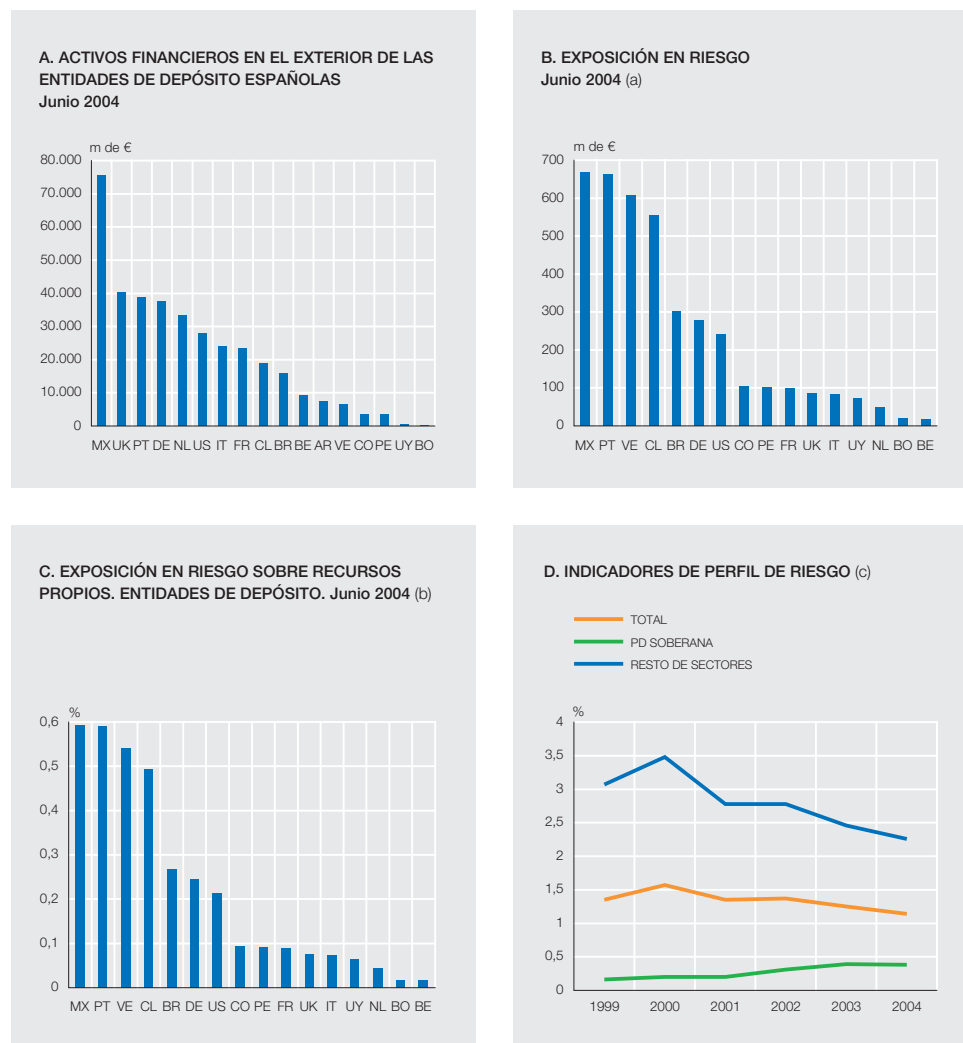 A. ACTIVOS FINANCIEROS EN EL EXTERIOR DE LAS
ENTIDADES DE DEPÓSITO ESPAÑOLAS
Junio 2004
m de €
80.000
70.000
60.000
50.000
40.000
30.000
20.000
10.000
0
MX UK PT DE NL US IT FR CL BR BE AR VE CO PE UY BO
B. EXPOSICIÓN EN RIESGO
Junio 2004 (a)
m de €
700
600
500
400
300
200
100
0
MX PT VE CL BR DE US CO PE FR UK IT UY NL BO BE
C. EXPOSICIÓN EN RIESGO SOBRE RECURSOS
PROPIOS. ENTIDADES DE DEPÓSITO. Junio 2004 (b)
%
0,6
0,5
0,4
0,3
0,2
0,1
0
MX PT VE CL BR DE US CO PE FR UK IT UY NL BO BE
D. INDICADORES DE PERFIL DE RIESGO (c)
TOTAL
PD SOBERANA
RESTO DE SECTORES
%
4
3,5
3
2,5
2
1,5
1
0,5
0
1999 2000 2001 2002 2003 2004